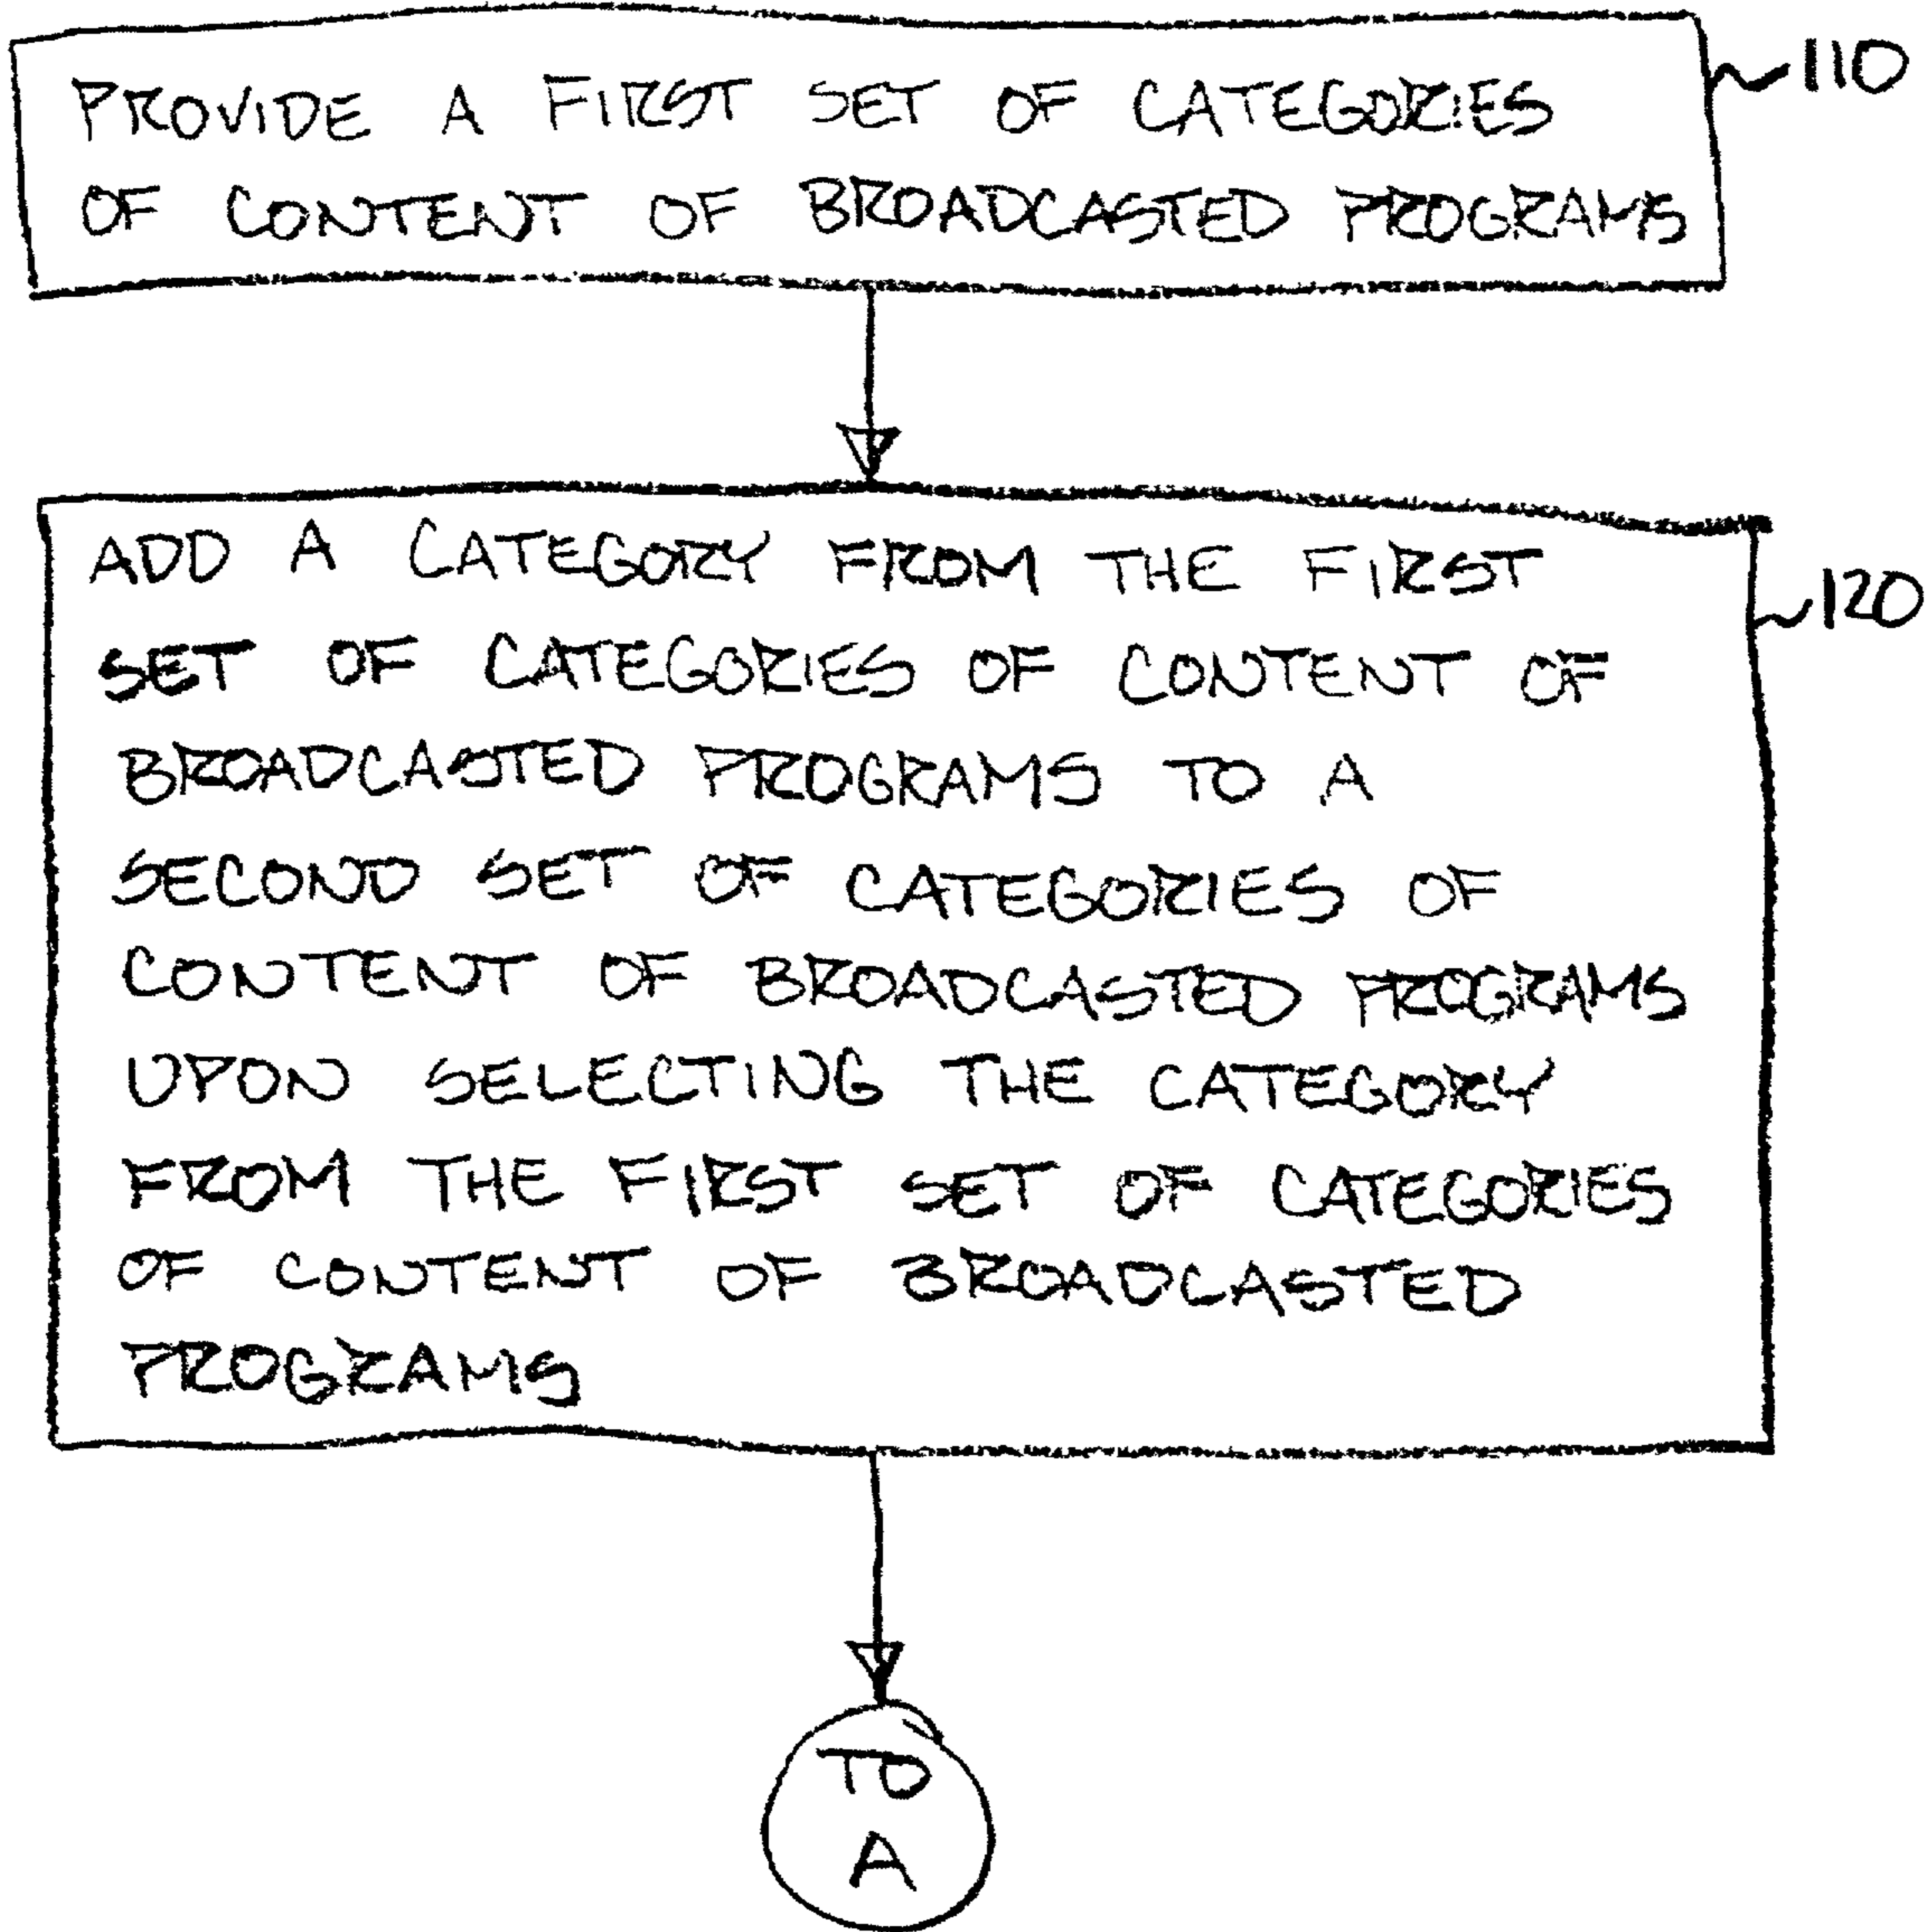 PROVIDE A FIRST SET OF CATEGORIES
OF CONTENT OF BROADCASTED PROGRAMS
110
ADD A CATEGORY FROM THE FIRST
SET OF CATEGORIES OF CONTENT OF
BROADCASTED PROGRAMS TO A
SECOND SET OF CATEGORIES OF
CONTENT OF BROADCASTED PROGRAMS
UPON SELECTING THE CATEGORY
FROM THE FIRST SET OF CATEGORIES
OF CONTENT OF BROADCASTED
PROGRAMS
120
TO
A